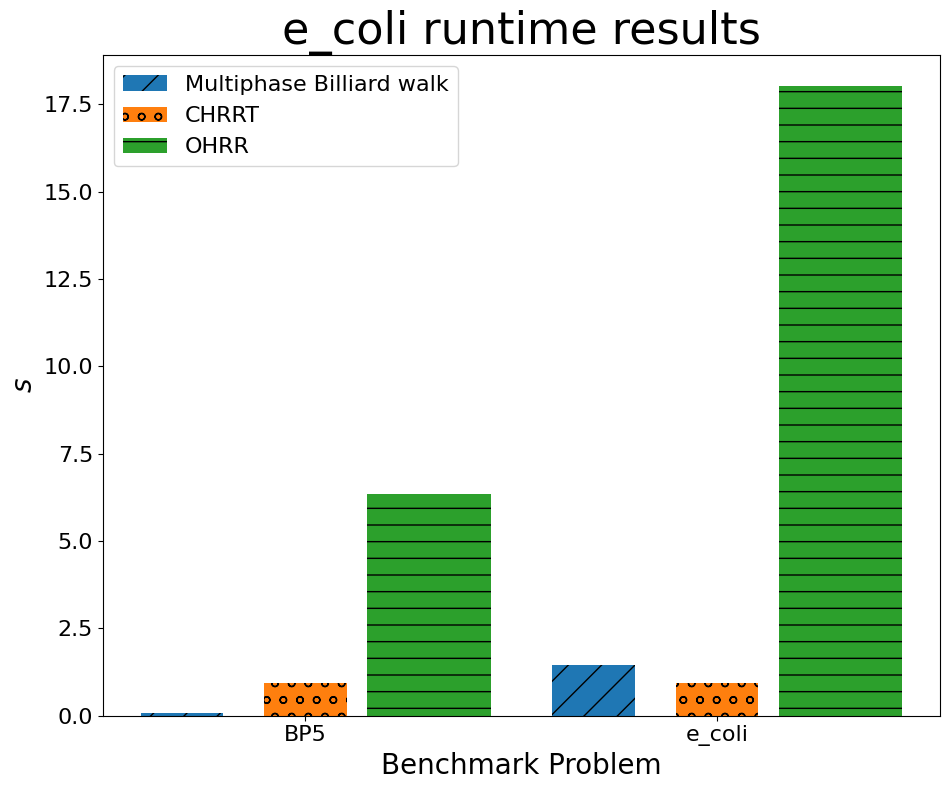 e_coli runtime results
Multiphase Billiard walk
CHRRT
OHRR
17.5
15.0
12.5
10.0
7.5
5.0
2.5
0.0
s
BP5
e_coli
Benchmark Problem